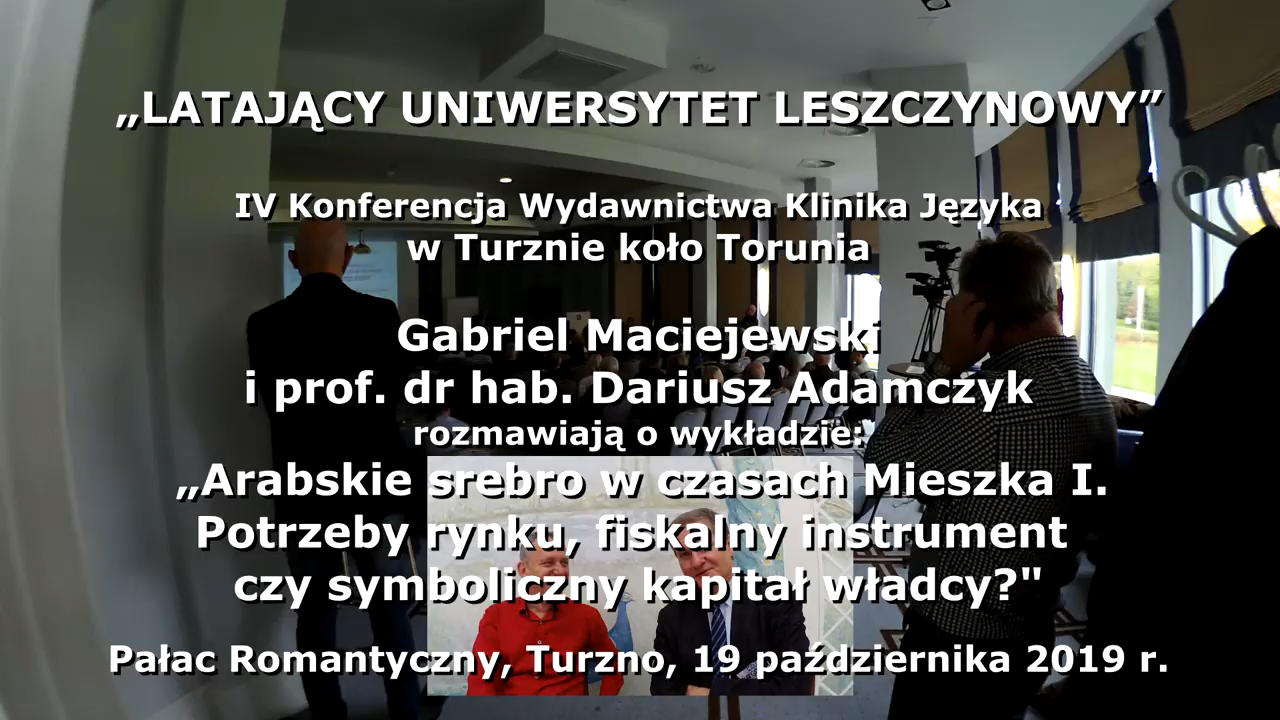 „LATAJĄCY UNIWERSYTET LESZCZYNOWY”
IV Konferencja Wydawnictwa Klinika Języka
w Turznie koło Torunia
Gabriel Maciejewski
i prof. dr hab. Dariusz Adamczyk
rozmawiają o wykładzie:
„Arabskie srebro w czasach Mieszka I.
Potrzeby rynku, fiskalny instrument
czy symboliczny kapitał władcy?"
Pałac Romantyczny, Turzno, 19 października 2019 r.